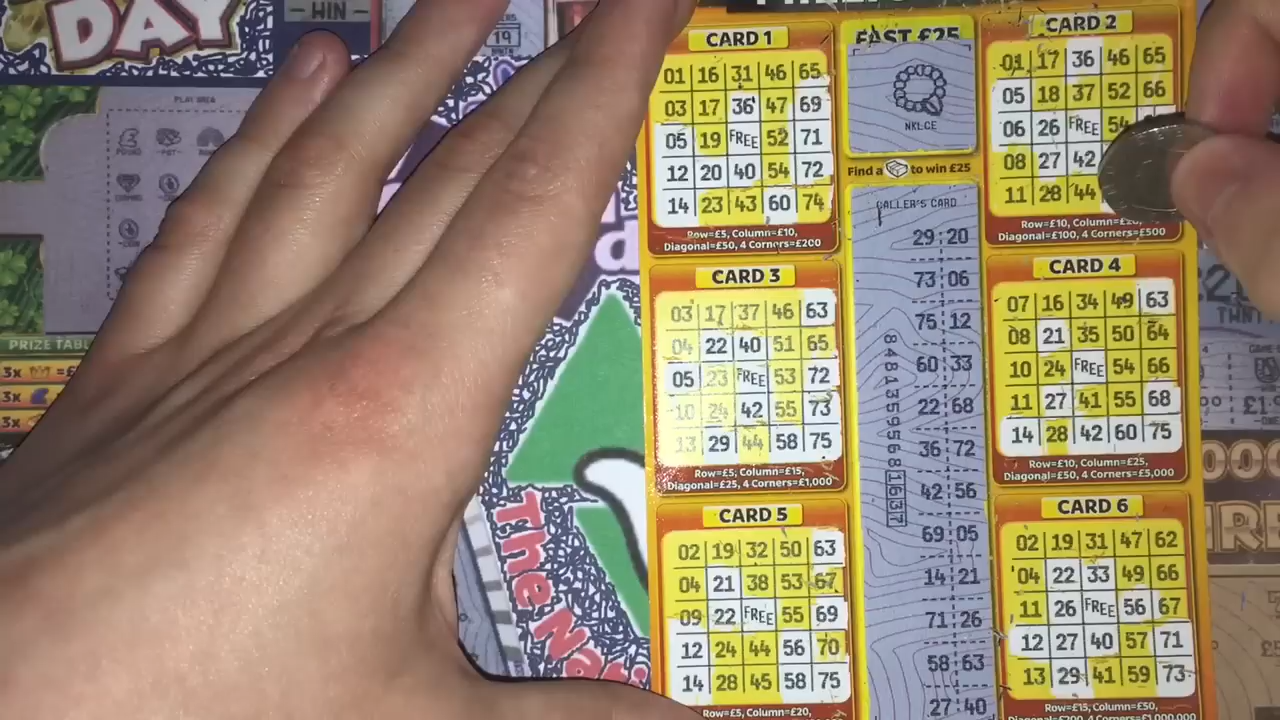 DAY
WIN
19
PLAY AREA
PRIZE TABL
3x
3x
3x
CARD 1
01 16 31 46 65
03 17 36 47 69
05 19 FREE 52 71
12 20 40 54 72
14 23 43 60 74
Row=£5, Column=£10,
Diagonal=£50, 4 Corners=£200
FAST £25
NKLCE
Find a to win £25
CARD 2
01 17 36 46 65
05 18 37 52 66
06 26 FREE 54
08 27 42
11 28 44
Row=£10, Column=£20,
Diagonal=£100, 4 Corners=£500
CALLER'S CARD
29 20
73 06
75 12
60 33
22 68
36 72
42 56
69 05
14 21
71 26
58 63
27 40
CARD 3
03 17 37 46 63
04 22 40 51 65
05 23 FREE 53 72
10 24 42 55 73
13 29 44 58 75
Row=£5, Column=£15,
Diagonal=£25, 4 Corners=£1,000
CARD 4
07 16 34 49 63
08 21 35 50 64
10 24 FREE 54 66
11 27 41 55 68
14 28 42 60 75
Row=£10, Column=£25,
Diagonal=£50, 4 Corners=£5,000
CARD 5
02 19 32 50 63
04 21 38 53 67
09 22 FREE 55 69
12 24 44 56 70
14 28 45 58 75
Row=£5, Column=£20,
CARD 6
02 19 31 47 62
04 22 33 49 66
11 26 FREE 56 67
12 27 40 57 71
13 29 41 59 73
Row=£15, Column=£50,
The